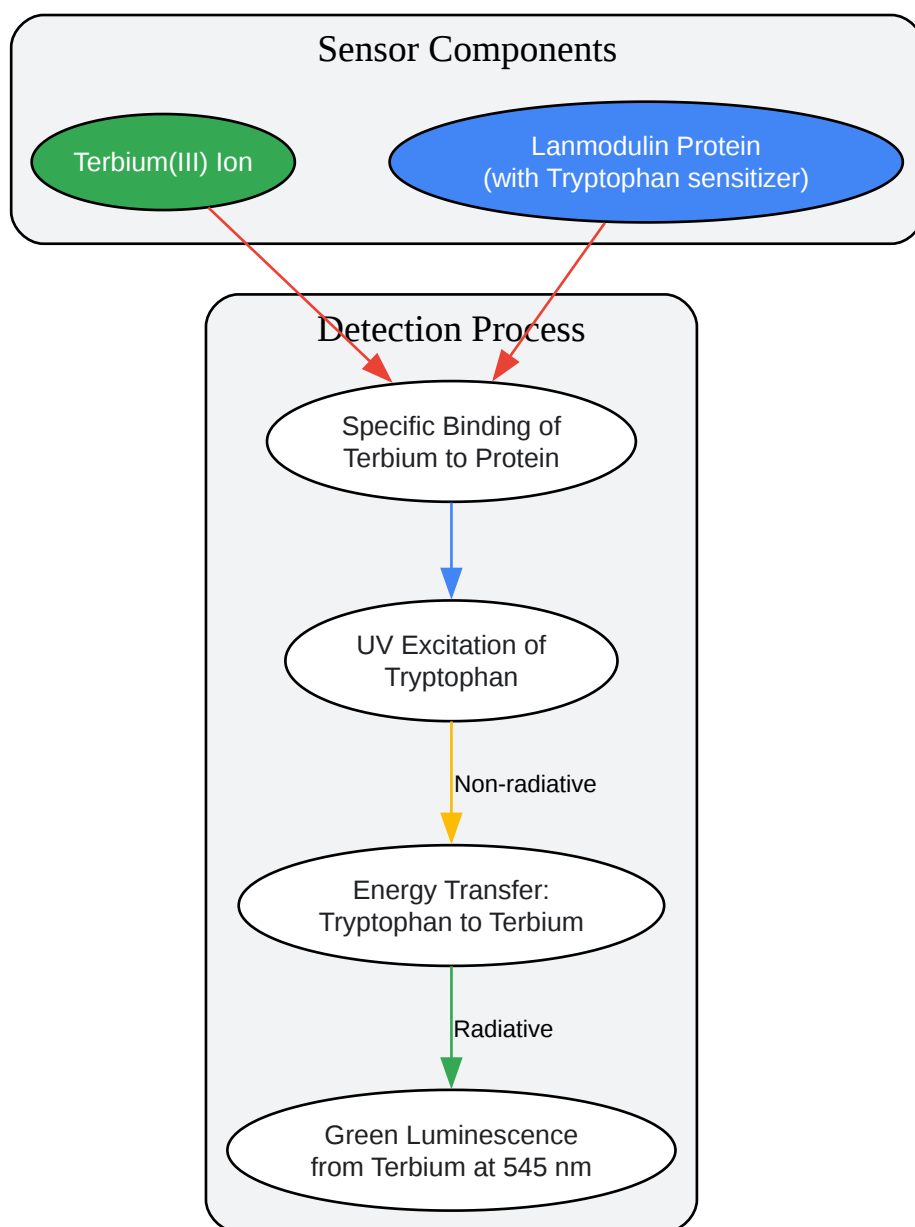 Sensor Components
Terbium(III) Ion
Lanmodulin Protein
(with Tryptophan sensitizer)
Detection Process
Specific Binding of
Terbium to Protein
UV Excitation of
Tryptophan
Non-radiative
Energy Transfer:
Tryptophan to Terbium
Radiative
Green Luminescence
from Terbium at 545 nm